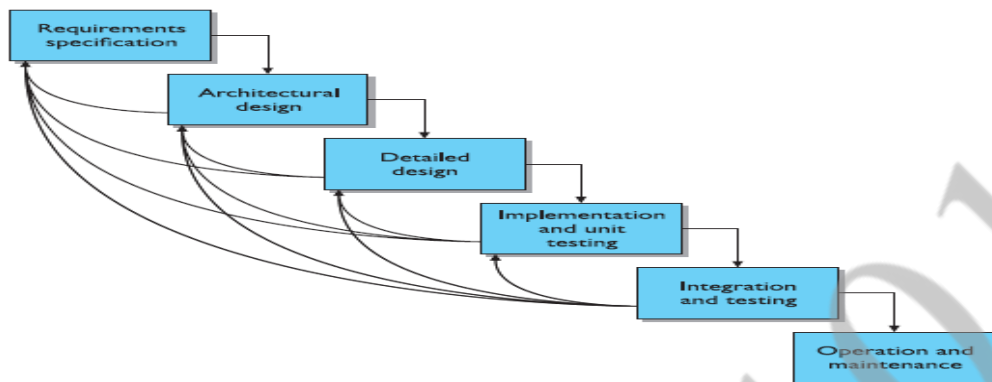 Requirements
specification
Architectural
design
Detailed
design
Implementation
and unit
testing
Integration
and testing
Operation and
maintenance